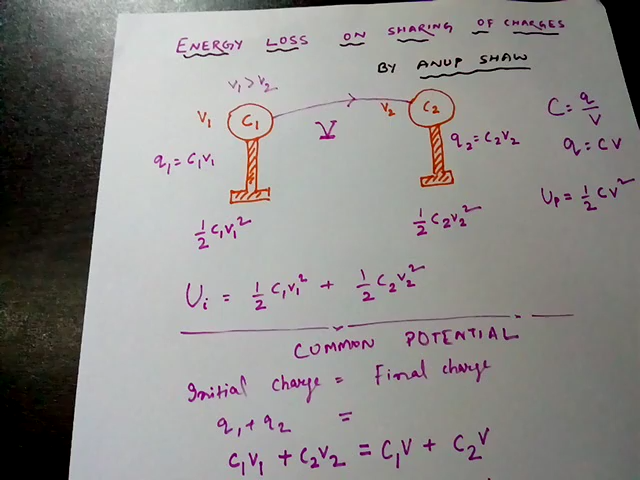 ENERGY LOSS ON SHARING OF CHARGES
BY ANUP SHAW
V₁ > V₂
V₁ C₁ V V₂ C₂
C = q/V
q₁ = C₁V₁
q₂ = C₂V₂
q = CV
½ C₁V₁²
½ C₂V₂²
Uₚ = ½ CV²
Uᵢ = ½ C₁V₁² + ½ C₂V₂²
COMMON POTENTIAL
Initial charge = Final charge
q₁ + q₂ =
C₁V₁ + C₂V₂ = C₁V + C₂V